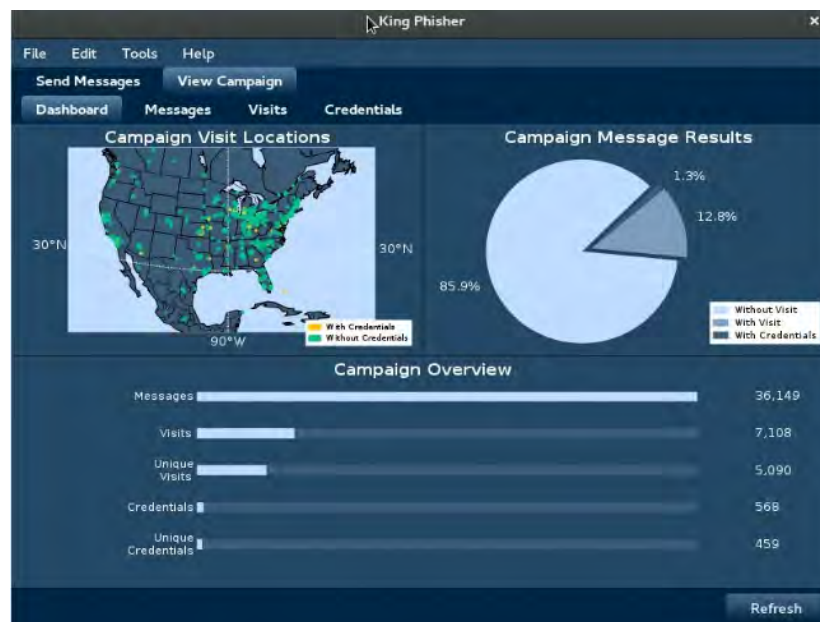 King Phisher
×
File Edit Tools Help
Send Messages View Campaign
Dashboard Messages Visits Credentials
Campaign Visit Locations
30°N
30°N
90°W
With Credentials
Without Credentials
Campaign Message Results
1.3%
12.8%
85.9%
Without Visit
With Visit
With Credentials
Campaign Overview
Messages 36,149
Visits 7,108
Unique
Visits 5,090
Credentials 568
Unique
Credentials 459
Refresh